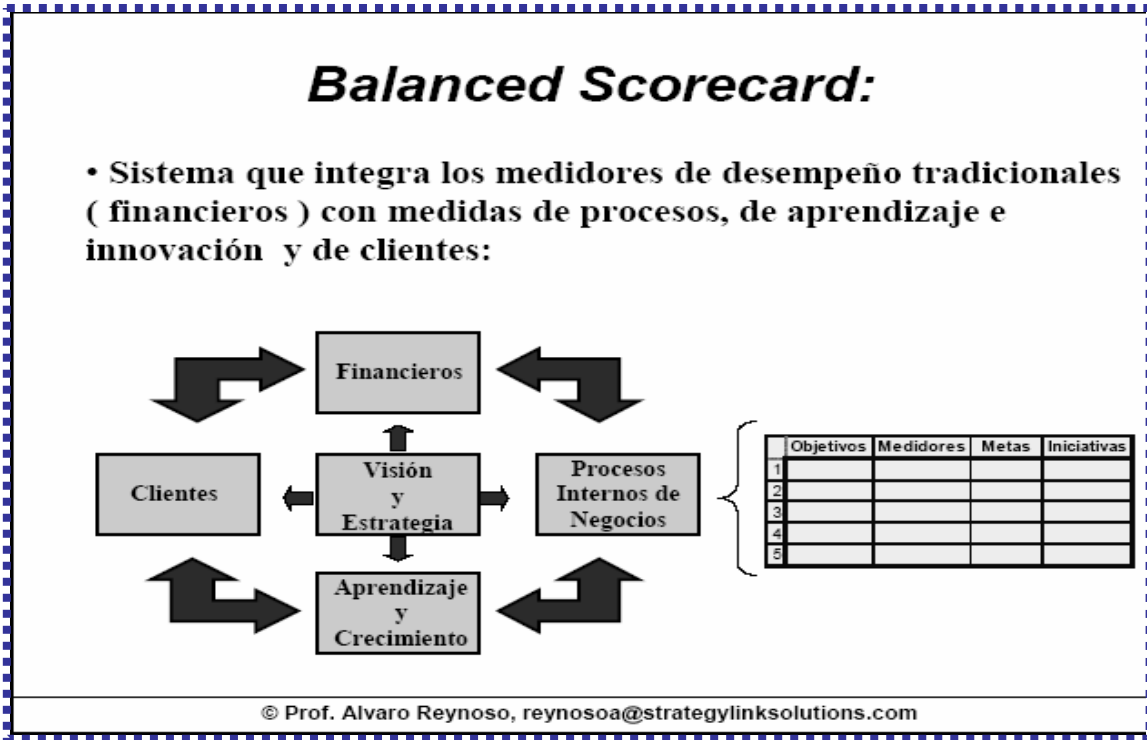 Balanced Scorecard:
• Sistema que integra los medidores de desempeño tradicionales
( financieros ) con medidas de procesos, de aprendizaje e
innovación y de clientes:
Financieros
Clientes
Visión
y
Estrategia
Procesos
Internos de
Negocios
Aprendizaje
y
Crecimiento
Objetivos Medidores Metas Iniciativas
1
2
3
4
5
© Prof. Alvaro Reynoso, reynosoa@strategylinksolutions.com